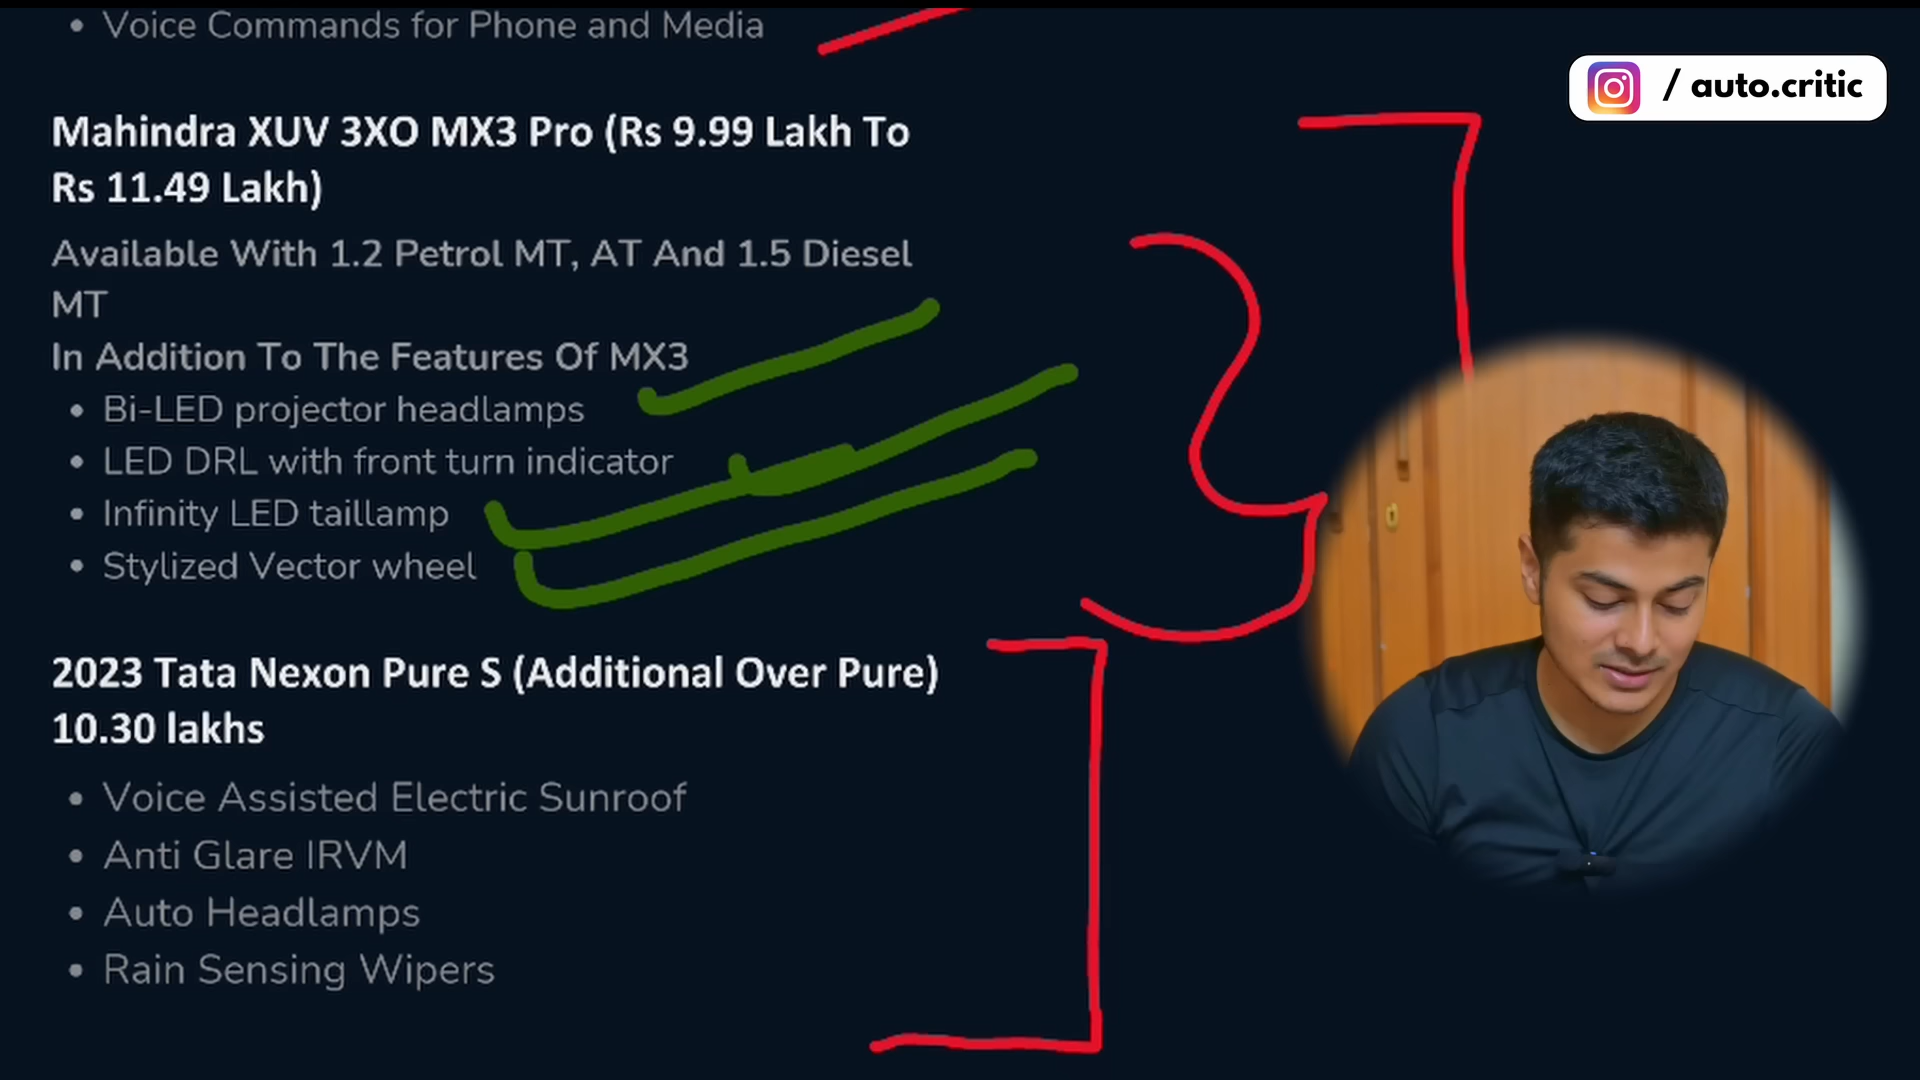 • Voice Commands for Phone and Media
/ auto.critic
Mahindra XUV 3XO MX3 Pro (Rs 9.99 Lakh To
Rs 11.49 Lakh)
Available With 1.2 Petrol MT, AT And 1.5 Diesel
MT
In Addition To The Features Of MX3
• Bi-LED projector headlamps
• LED DRL with front turn indicator
• Infinity LED taillamp
• Stylized Vector wheel
2023 Tata Nexon Pure S (Additional Over Pure)
10.30 lakhs
• Voice Assisted Electric Sunroof
• Anti Glare IRVM
• Auto Headlamps
• Rain Sensing Wipers